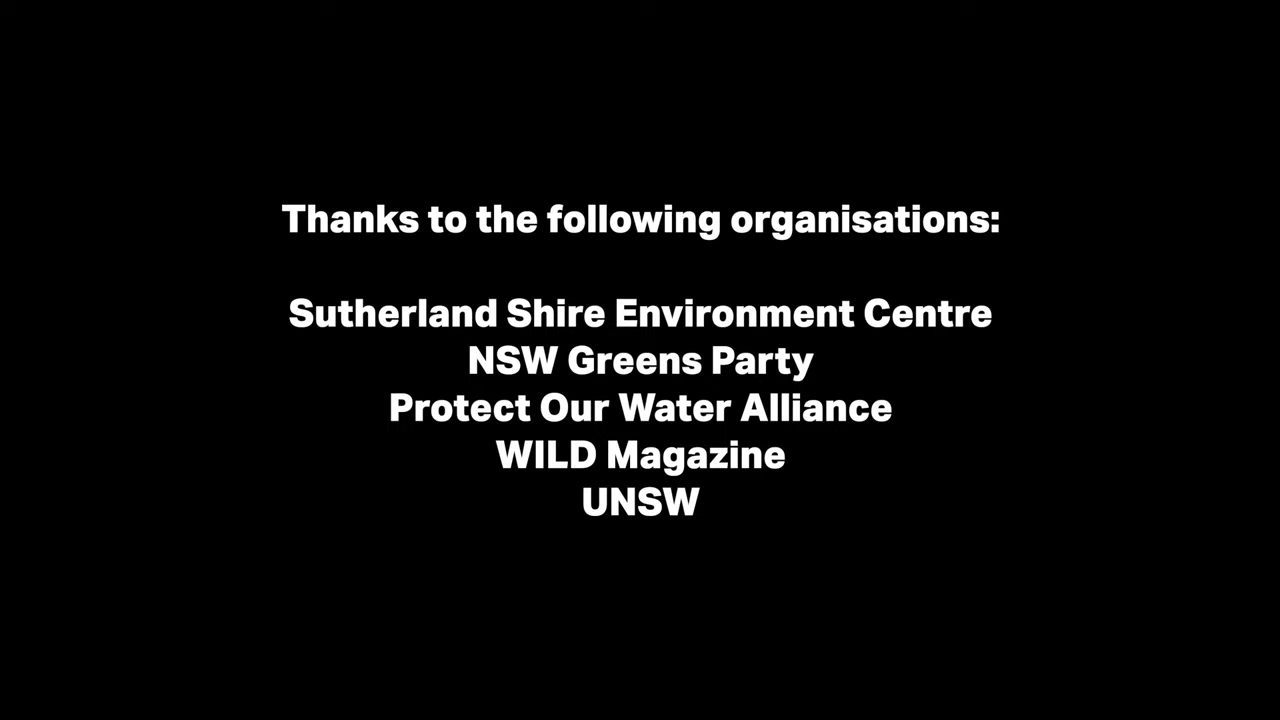 Thanks to the following organisations:
Sutherland Shire Environment Centre
NSW Greens Party
Protect Our Water Alliance
WILD Magazine
UNSW